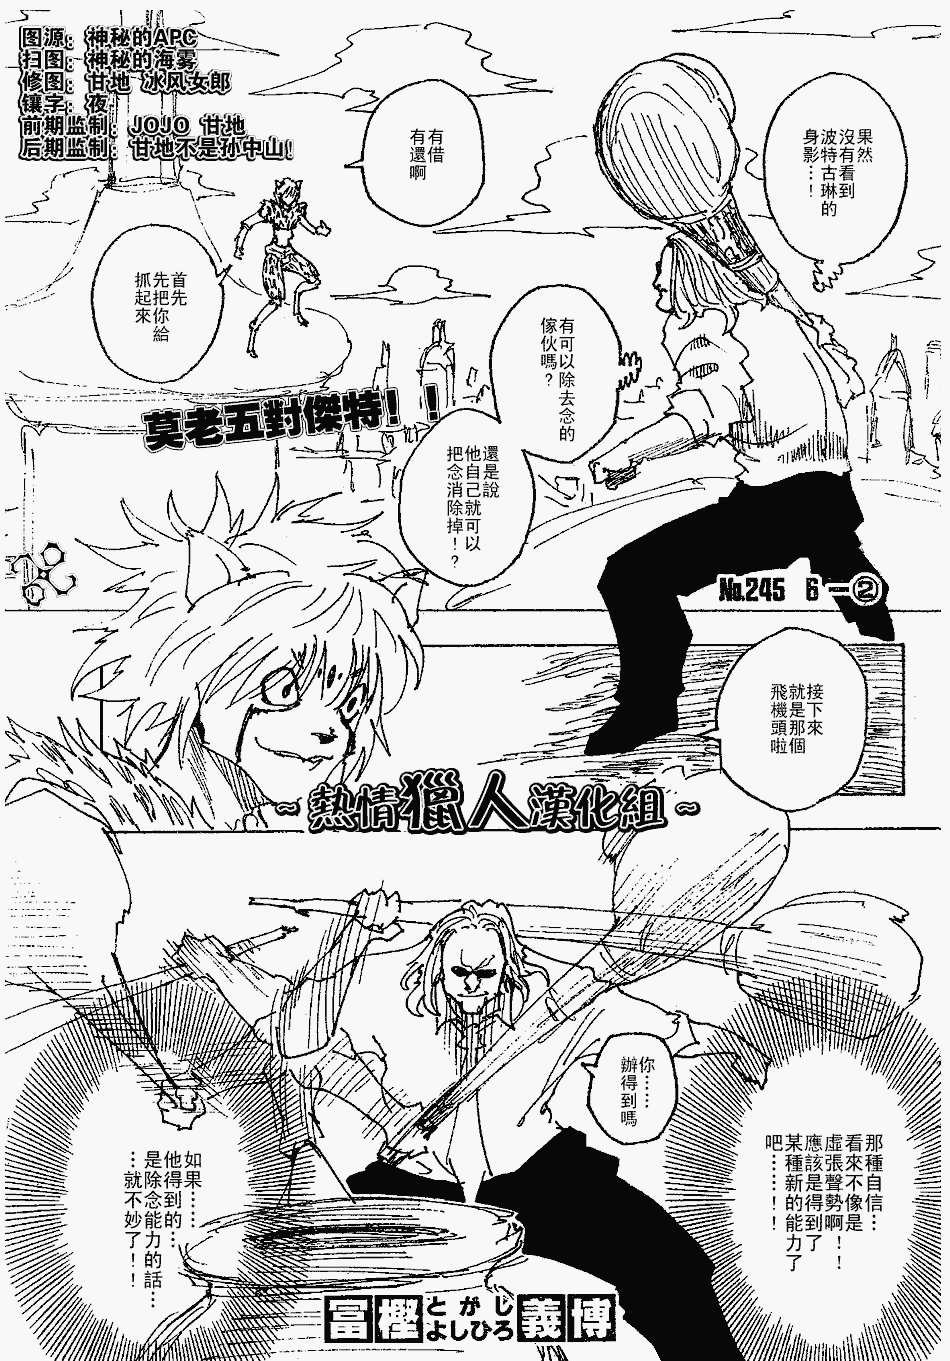 图源：神秘的APC
扫图：神秘的海雾
修图：甘地 冰风女郎
镶字：夜
前期监制：JOJO 甘地
后期监制：甘地不是孙中山!
果然
沒有看到
波特古琳的
身影…！
有借
有還啊
首先
先把你給
抓起來
有可以除去念的
傢伙嗎？
還是說
他自己就可以
把念消除掉！？
莫老五對傑特！！
No.245 6－②
接下來
就是那個
飛機頭啦
~熱情獵人漢化組~
你……
辦得到嗎
那種自信…
看來不像是
虛張聲勢啊！！
應該是得到了
某種新的能力了
吧……！！
如果……
他得到的…
是除念能力的話…
…就不妙了！！
冨樫 とがし
よしひろ 義博